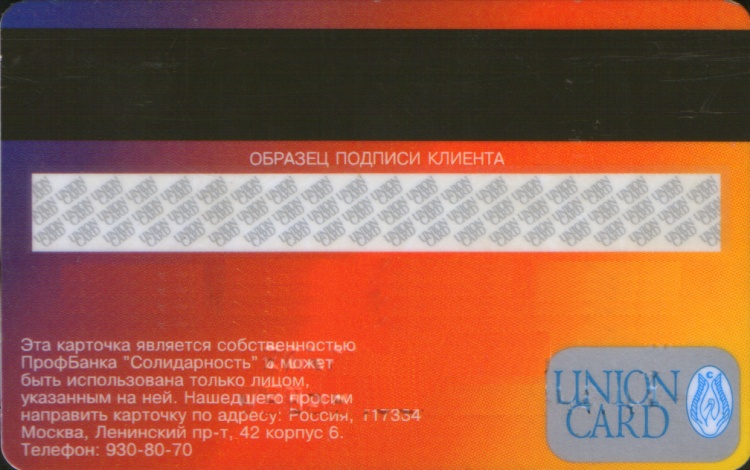 ОБРАЗЕЦ ПОДПИСИ КЛИЕНТА
Эта карточка является собственностью
ПрофБанка "Солидарность" и может
быть использована только лицом,
указанным на ней. Нашедшего просим
направить карточку по адресу: Россия, 117334
Москва, Ленинский пр-т, 42 корпус 6.
Телефон: 930-80-70
UNION
CARD